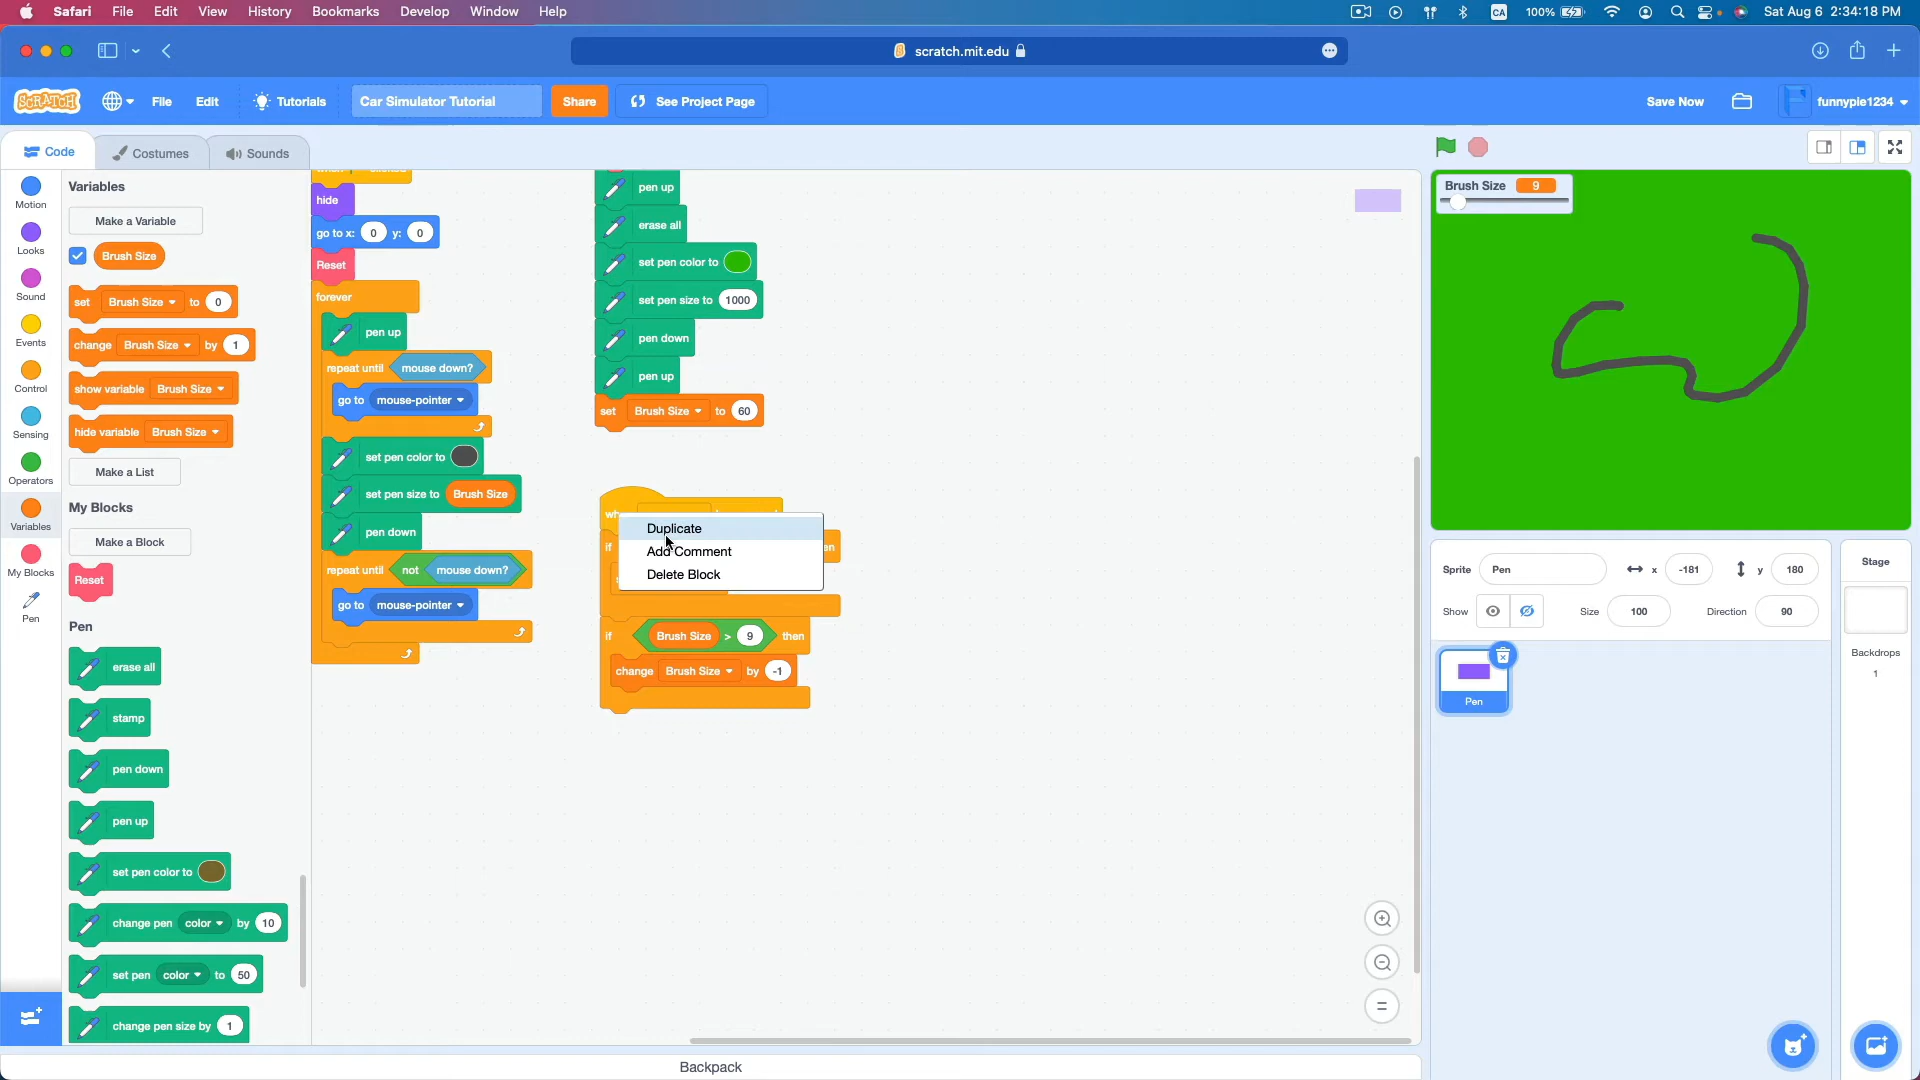 Safari File Edit View History Bookmarks Develop Window Help
CA 100% Sat Aug 6 2:34:18 PM
scratch.mit.edu
SCRATCH File Edit Tutorials Car Simulator Tutorial Share See Project Page Save Now funnypie1234
Code Costumes Sounds
Motion
Looks
Sound
Events
Control
Sensing
Operators
Variables
My Blocks
Pen
Variables
Make a Variable
Brush Size
set Brush Size to 0
change Brush Size by 1
show variable Brush Size
hide variable Brush Size
Make a List
My Blocks
Make a Block
Reset
Pen
erase all
stamp
pen down
pen up
set pen color to
change pen color by 10
set pen color to 50
change pen size by 1
hide
go to x: 0 y: 0
Reset
forever
pen up
repeat until mouse down?
go to mouse-pointer
set pen color to
set pen size to Brush Size
pen down
repeat until not mouse down?
go to mouse-pointer
pen up
erase all
set pen color to
set pen size to 1000
pen down
pen up
set Brush Size to 60
if
Duplicate
Add Comment
Delete Block
if Brush Size > 9 then
change Brush Size by -1
Brush Size 9
Sprite Pen x -181 y 180
Show Size 100 Direction 90
Pen
Stage
Backdrops
1
Backpack